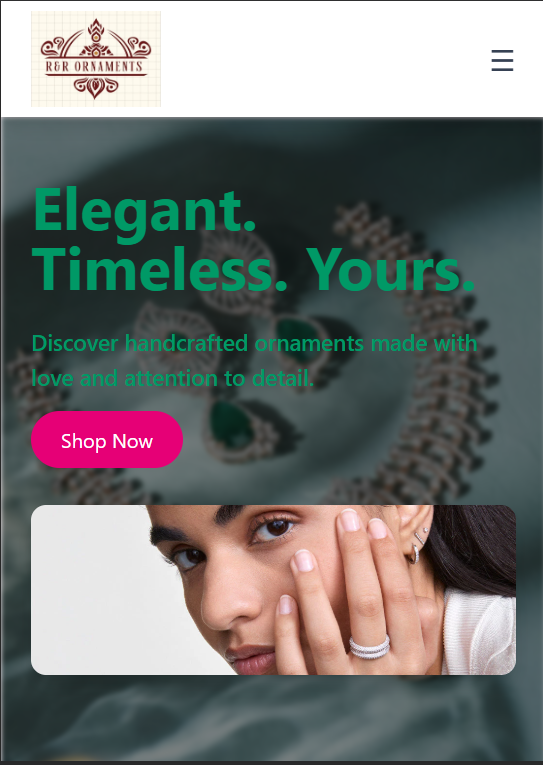 R&R ORNAMENTS
Elegant.
Timeless. Yours.
Discover handcrafted ornaments made with
love and attention to detail.
Shop Now